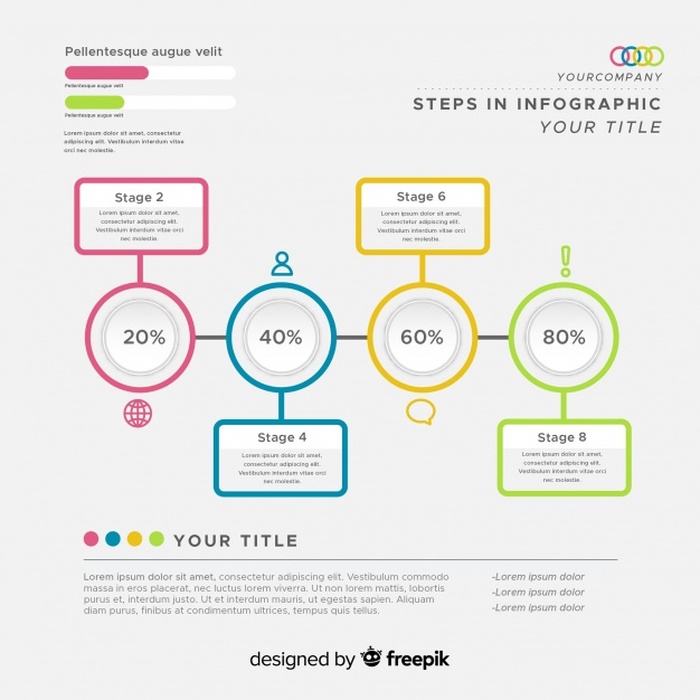 Pellentesque augue velit
Pellentesque augue velit
Pellentesque augue velit
Lorem ipsum dolor sit amet,
consectetur adipiscing elit.
Vestibulum interdum vitae
orci nec molestie.
YOURCOMPANY
STEPS IN INFOGRAPHIC
YOUR TITLE
Stage 2
Lorem ipsum dolor sit amet,
consectetur adipiscing elit.
Vestibulum interdum vitae orci
nec molestie.
Stage 6
Lorem ipsum dolor sit amet,
consectetur adipiscing elit.
Vestibulum interdum vitae orci
nec molestie.
20%
40%
60%
80%
Stage 4
Lorem ipsum dolor sit amet,
consectetur adipiscing elit.
Vestibulum interdum vitae orci
nec molestie.
Stage 8
Lorem ipsum dolor sit amet,
consectetur adipiscing elit.
Vestibulum interdum vitae orci
nec molestie.
YOUR TITLE
Lorem ipsum dolor sit amet, consectetur adipiscing elit. Vestibulum commodo
massa in eros placerat, nec luctus lorem viverra. Ut non lorem mattis, lobortis
purus et, interdum justo. Nunc aliquam mauris, ut egestas sapien. Aliquam
diam purus, finibus at condimentum ultrices, tempus quis tellus.
-Lorem ipsum dolor
-Lorem ipsum dolor
-Lorem ipsum dolor
designed by freepik